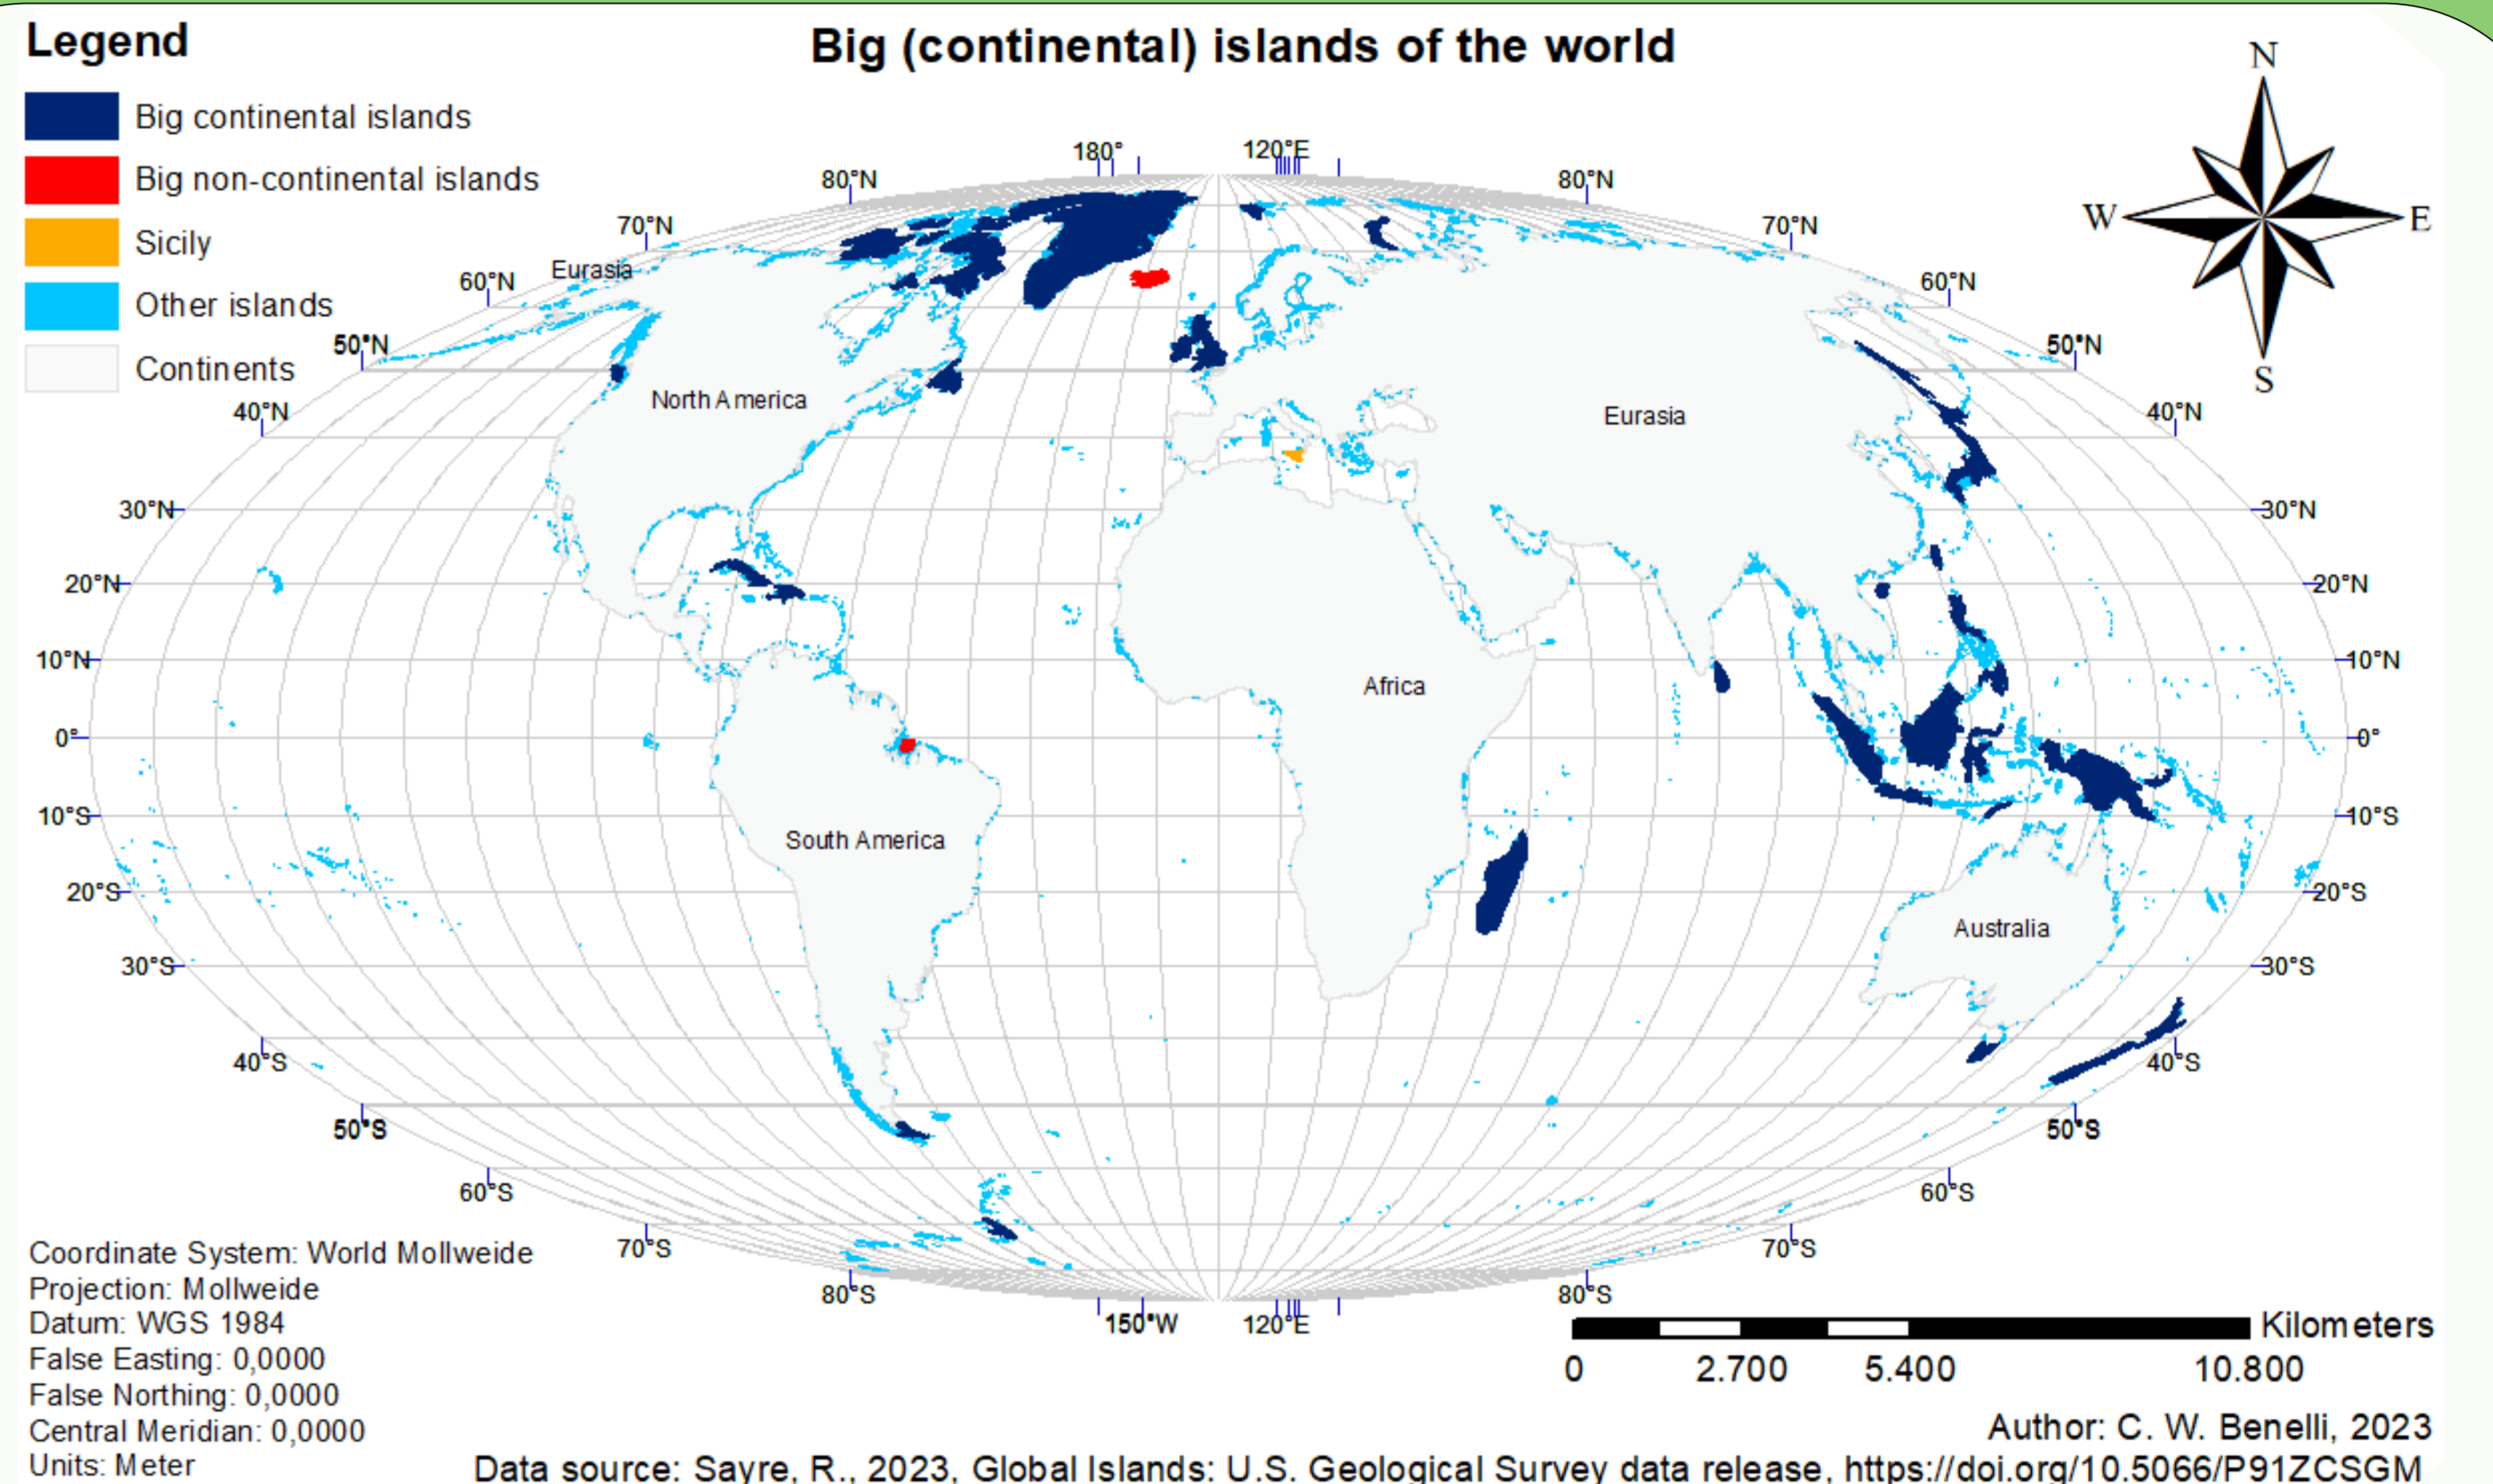 Big (continental) islands of the world
Legend
Big continental islands
Big non-continental islands
Sicily
Other islands
Continents
N
W
E
S
180°
120°E
80°N
80°N
70°N
70°N
Eurasia
60°N
60°N
50°N
50°N
North America
Eurasia
40°N
40°N
30°N
30°N
20°N
20°N
10°N
10°N
Africa
0°
0°
10°S
10°S
South America
20°S
20°S
Australia
30°S
30°S
40°S
40°S
50°S
50°S
60°S
60°S
70°S
70°S
80°S
80°S
150°W
120°E
Coordinate System: World Mollweide
Projection: Mollweide
Datum: WGS 1984
False Easting: 0,0000
False Northing: 0,0000
Central Meridian: 0,0000
Units: Meter
Kilometers
0 2.700 5.400 10.800
Author: C. W. Benelli, 2023
Data source: Sayre, R., 2023, Global Islands: U.S. Geological Survey data release, https://doi.org/10.5066/P91ZCSGM